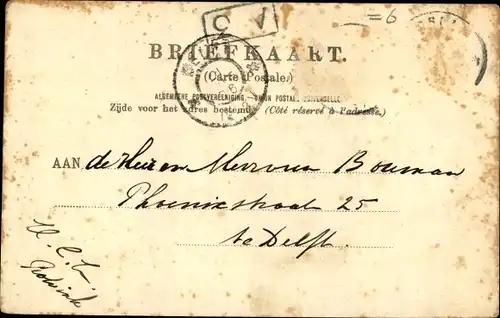 BRIEFKAART.
(Carte Postale.)
ALGEMEENE POSTVEREENIGING. UNION POSTALE UNIVERSELLE.
Zijde voor het adres bestemd. (Côté réservé à l'adresse.)
AAN de Heer en Mevrouw Bouman
Phoenixstraat 25
te Delft.